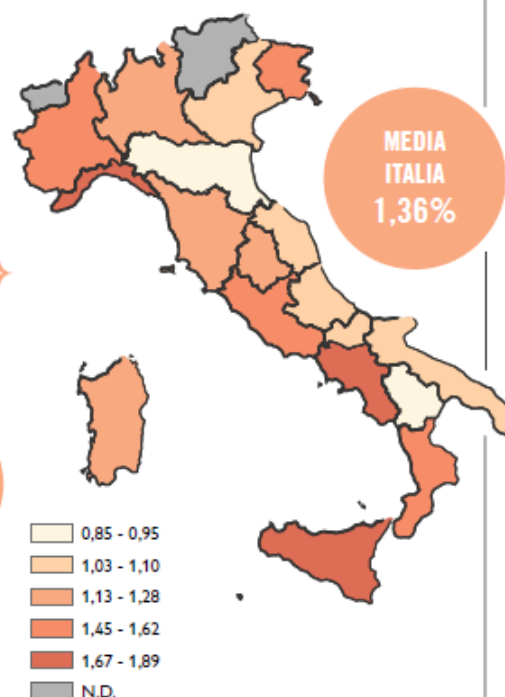 MEDIA
ITALIA
1,36%
0,85 - 0,95
1,03 - 1,10
1,13 - 1,28
1,45 - 1,62
1,67 - 1,89
N.D.